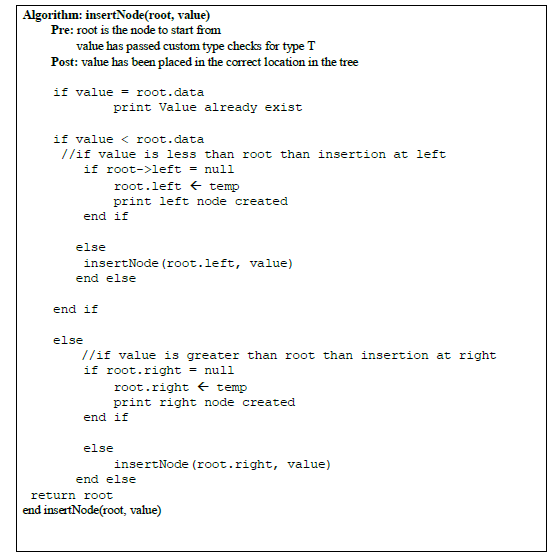 Algorithm: insertNode(root, value)
Pre: root is the node to start from
value has passed custom type checks for type T
Post: value has been placed in the correct location in the tree
if value = root.data
print Value already exist
if value < root.data
//if value is less than root than insertion at left
if root->left = null
root.left ← temp
print left node created
end if
else
insertNode(root.left, value)
end else
end if
else
//if value is greater than root than insertion at right
if root.right = null
root.right ← temp
print right node created
end if
else
insertNode(root.right, value)
end else
return root
end insertNode(root, value)